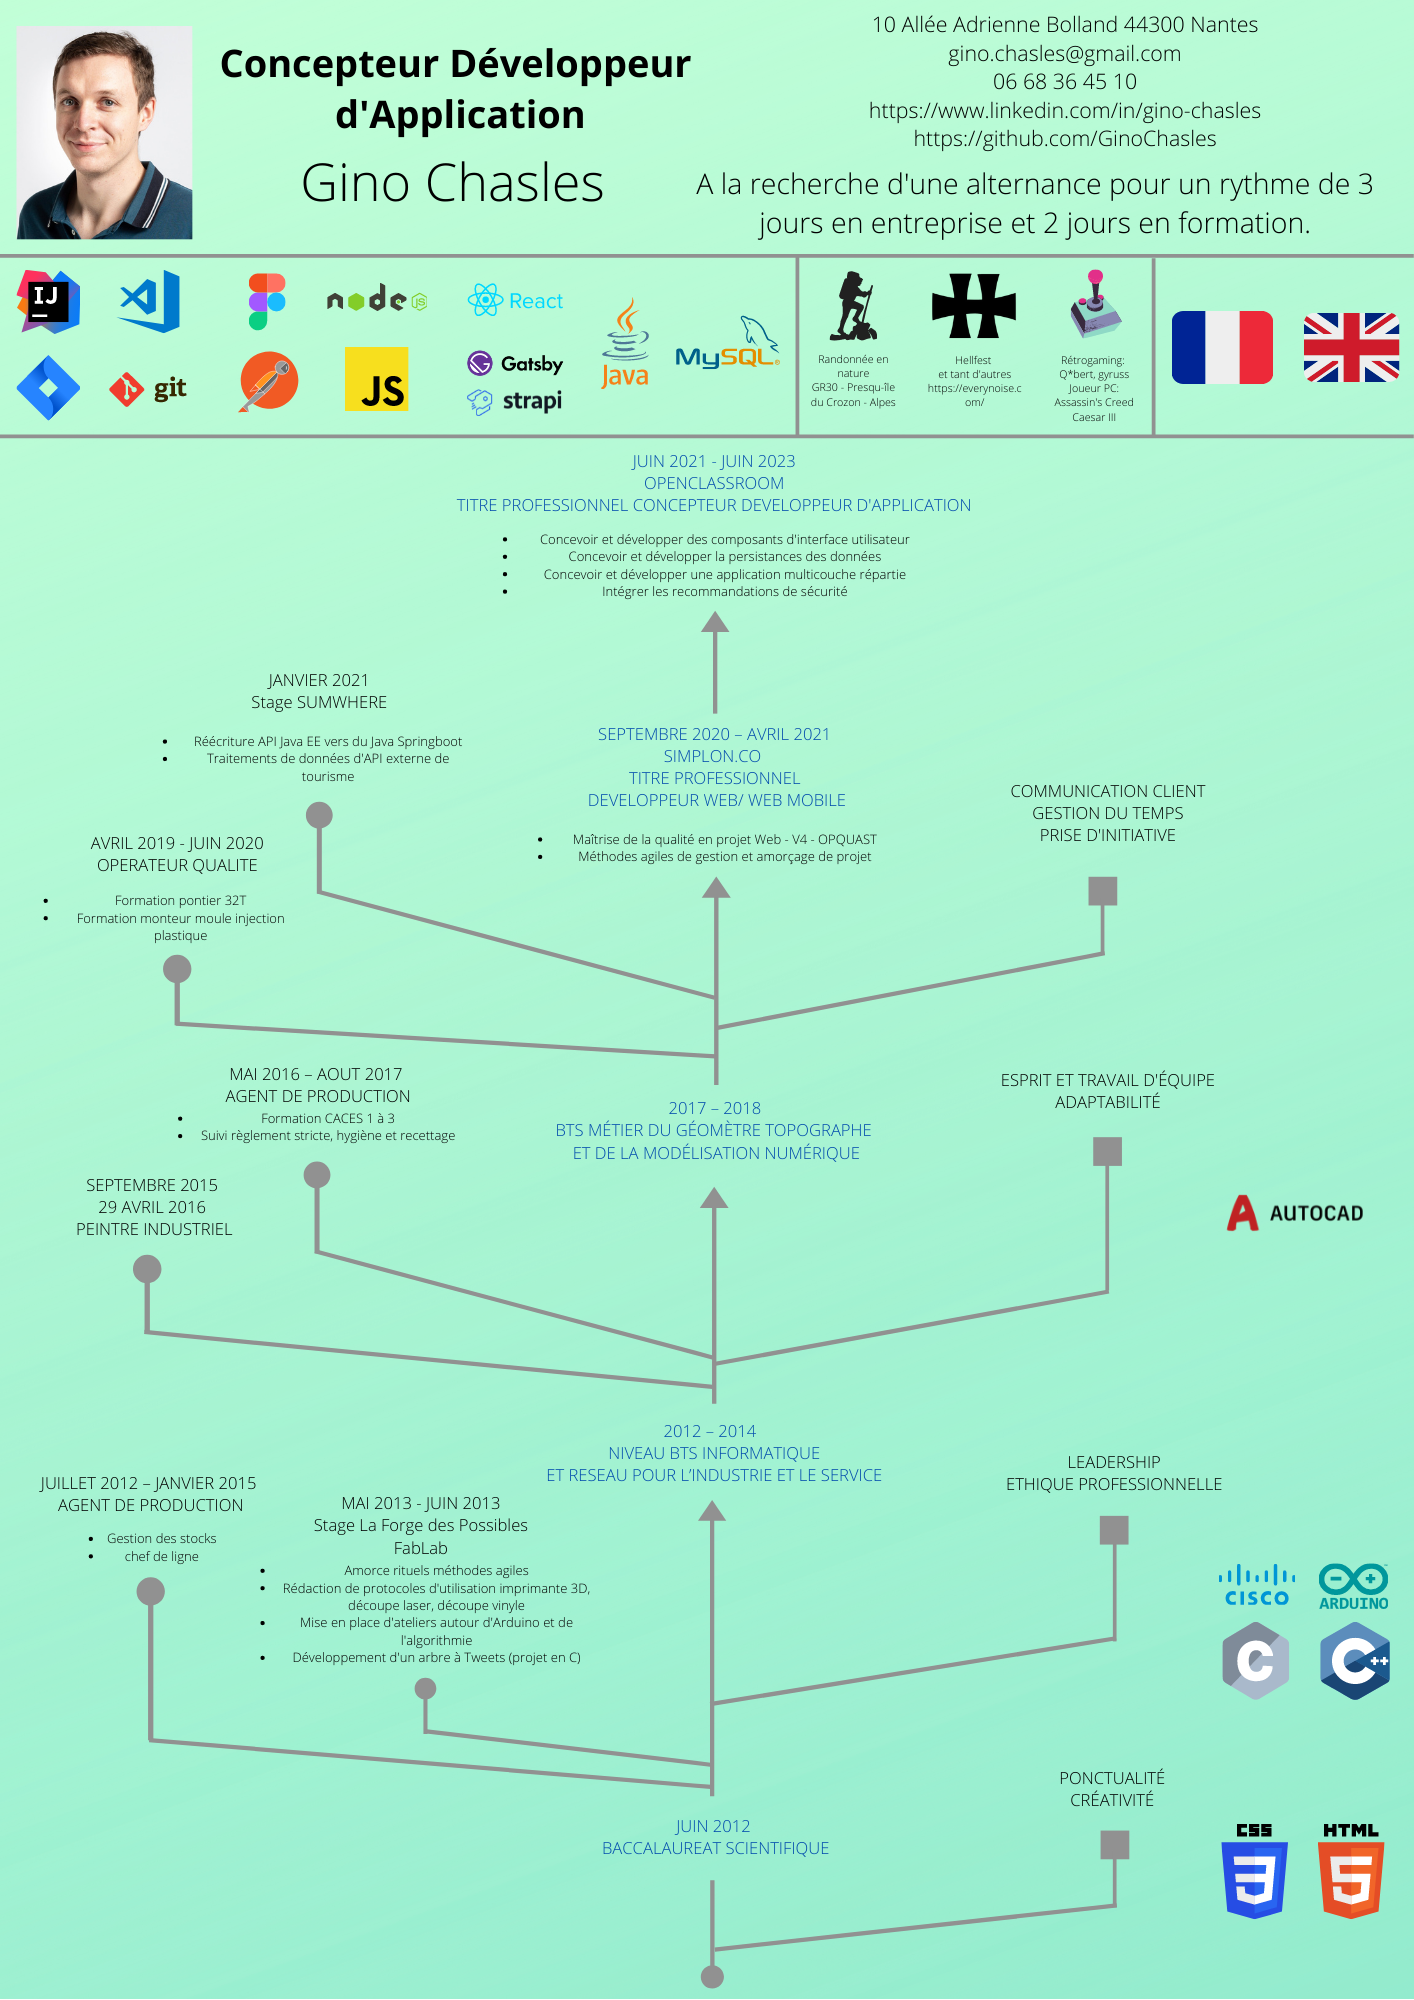 Concepteur Développeur
d'Application
Gino Chasles
10 Allée Adrienne Bolland 44300 Nantes
gino.chasles@gmail.com
06 68 36 45 10
https://www.linkedin.com/in/gino-chasles
https://github.com/GinoChasles
A la recherche d'une alternance pour un rythme de 3
jours en entreprise et 2 jours en formation.
IJ
node
JS
React
git
JS
Gatsby
strapi
Java
MySQL
Randonnée en
nature
GR30 - Presqu-île
du Crozon - Alpes
Hellfest
et tant d'autres
https://everynoise.c
om/
Rétrogaming:
Q*bert, gyruss
Joueur PC:
Assassin's Creed
Caesar III
JUIN 2021 - JUIN 2023
OPENCLASSROOM
TITRE PROFESSIONNEL CONCEPTEUR DEVELOPPEUR D'APPLICATION
• Concevoir et développer des composants d'interface utilisateur
• Concevoir et développer la persistances des données
• Concevoir et développer une application multicouche répartie
• Intégrer les recommandations de sécurité
JANVIER 2021
Stage SUMWHERE
• Réécriture API Java EE vers du Java Springboot
• Traitements de données d'API externe de
tourisme
SEPTEMBRE 2020 – AVRIL 2021
SIMPLON.CO
TITRE PROFESSIONNEL
DEVELOPPEUR WEB/ WEB MOBILE
• Maîtrise de la qualité en projet Web - V4 - OPQUAST
• Méthodes agiles de gestion et amorçage de projet
COMMUNICATION CLIENT
GESTION DU TEMPS
PRISE D'INITIATIVE
AVRIL 2019 - JUIN 2020
OPERATEUR QUALITE
• Formation pontier 32T
• Formation monteur moule injection
plastique
MAI 2016 – AOUT 2017
AGENT DE PRODUCTION
• Formation CACES 1 à 3
• Suivi règlement stricte, hygiène et recettage
2017 – 2018
BTS MÉTIER DU GÉOMÈTRE TOPOGRAPHE
ET DE LA MODÉLISATION NUMÉRIQUE
ESPRIT ET TRAVAIL D'ÉQUIPE
ADAPTABILITÉ
SEPTEMBRE 2015
29 AVRIL 2016
PEINTRE INDUSTRIEL
AUTOCAD
2012 – 2014
NIVEAU BTS INFORMATIQUE
ET RESEAU POUR L’INDUSTRIE ET LE SERVICE
LEADERSHIP
ETHIQUE PROFESSIONNELLE
JUILLET 2012 – JANVIER 2015
AGENT DE PRODUCTION
• Gestion des stocks
• chef de ligne
MAI 2013 - JUIN 2013
Stage La Forge des Possibles
FabLab
• Amorce rituels méthodes agiles
• Rédaction de protocoles d'utilisation imprimante 3D,
découpe laser, découpe vinyle
• Mise en place d'ateliers autour d'Arduino et de
l'algorithmie
• Développement d'un arbre à Tweets (projet en C)
CISCO
ARDUINO
C
C++
PONCTUALITÉ
CRÉATIVITÉ
JUIN 2012
BACCALAUREAT SCIENTIFIQUE
CSS
3
HTML
5